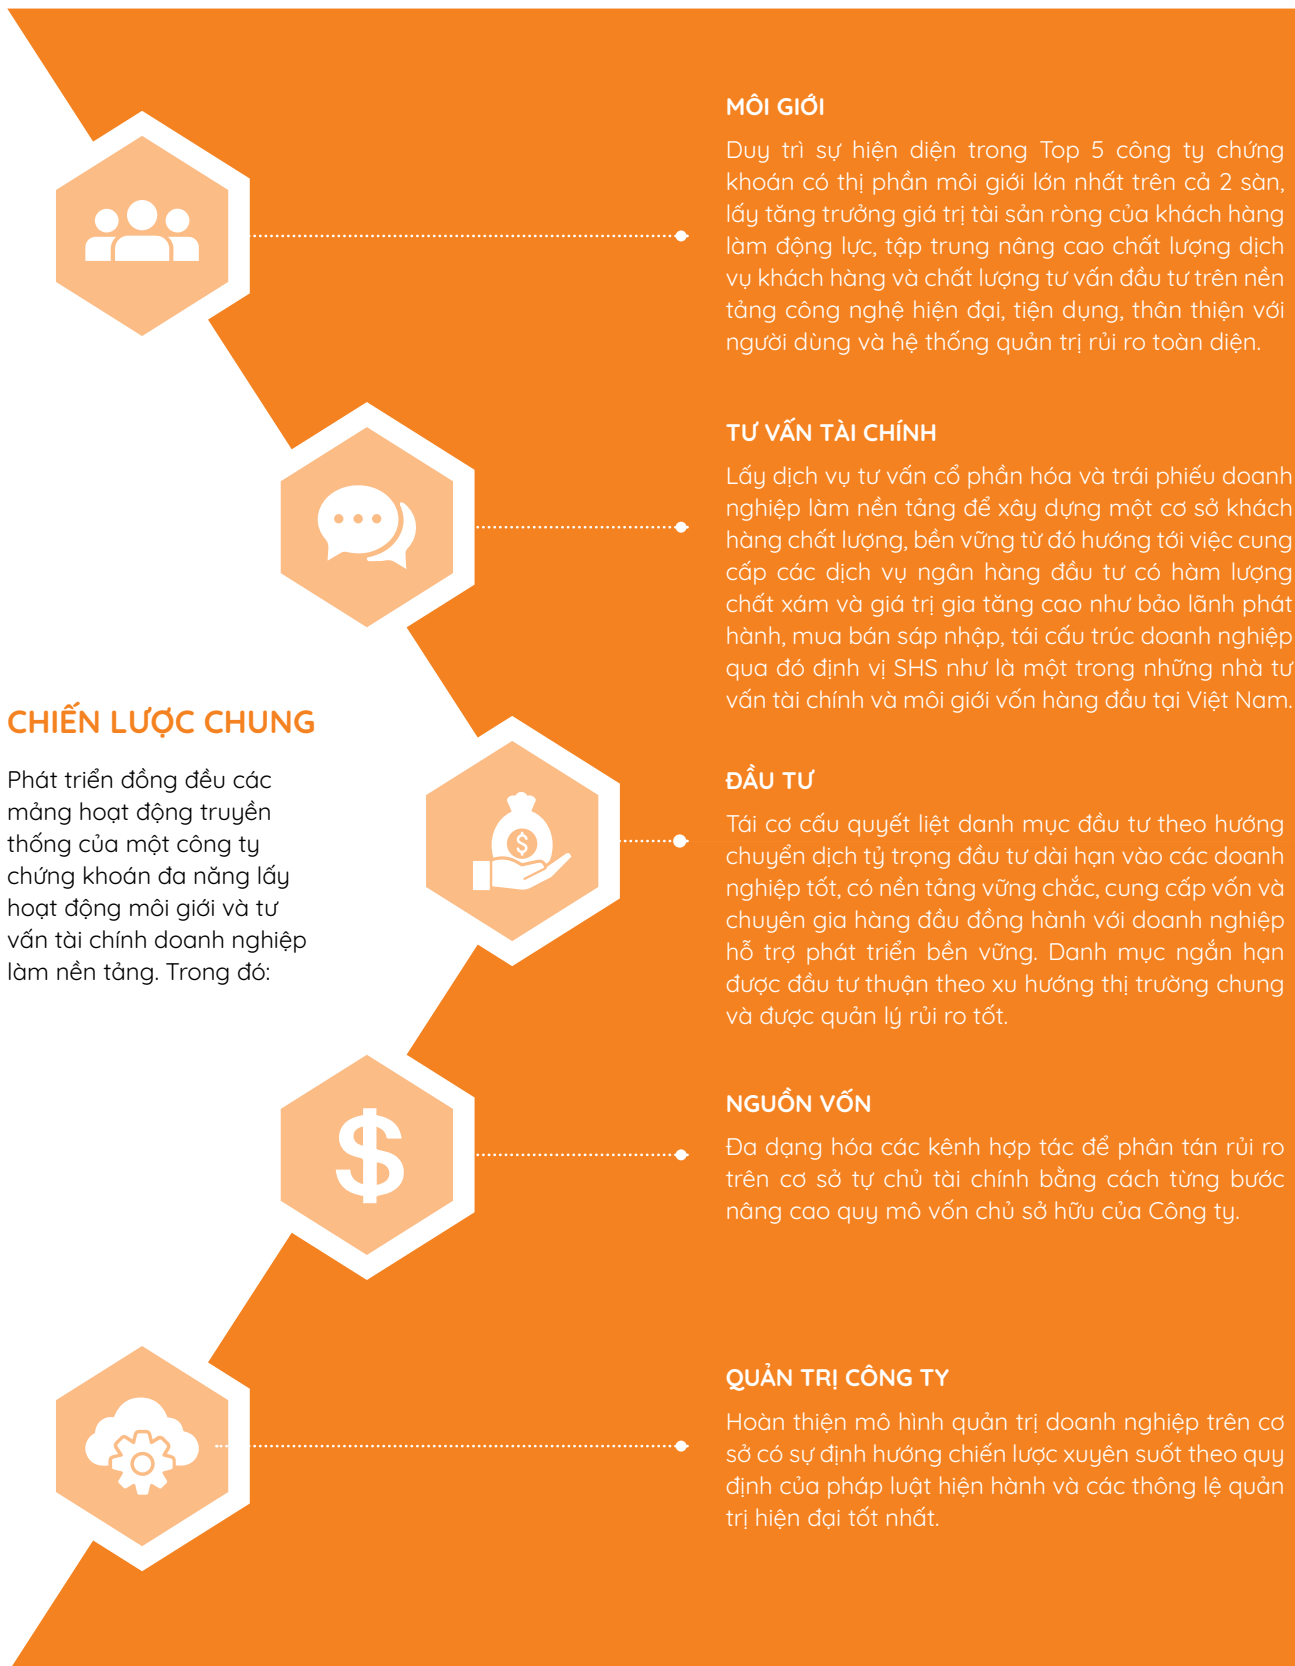 CHIẾN LƯỢC CHUNG
Phát triển đồng đều các
mảng hoạt động truyền
thống của một công ty
chứng khoán đa năng lấy
hoạt động môi giới và tư
vấn tài chính doanh nghiệp
làm nền tảng. Trong đó:
MÔI GIỚI
Duy trì sự hiện diện trong Top 5 công ty chứng
khoán có thị phần môi giới lớn nhất trên cả 2 sàn,
lấy tăng trưởng giá trị tài sản ròng của khách hàng
làm động lực, tập trung nâng cao chất lượng dịch
vụ khách hàng và chất lượng tư vấn đầu tư trên nền
tảng công nghệ hiện đại, tiện dụng, thân thiện với
người dùng và hệ thống quản trị rủi ro toàn diện.
TƯ VẤN TÀI CHÍNH
Lấy dịch vụ tư vấn cổ phần hóa và trái phiếu doanh
nghiệp làm nền tảng để xây dựng một cơ sở khách
hàng chất lượng, bền vững từ đó hướng tới việc cung
cấp các dịch vụ ngân hàng đầu tư có hàm lượng
chất xám và giá trị gia tăng cao như bảo lãnh phát
hành, mua bán sáp nhập, tái cấu trúc doanh nghiệp
qua đó định vị SHS như là một trong những nhà tư
vấn tài chính và môi giới vốn hàng đầu tại Việt Nam.
ĐẦU TƯ
Tái cơ cấu quyết liệt danh mục đầu tư theo hướng
chuyển dịch tỷ trọng đầu tư dài hạn vào các doanh
nghiệp tốt, có nền tảng vững chắc, cung cấp vốn và
chuyên gia hàng đầu đồng hành với doanh nghiệp
hỗ trợ phát triển bền vững. Danh mục ngắn hạn
được đầu tư thuận theo xu hướng thị trường chung
và được quản lý rủi ro tốt.
NGUỒN VỐN
Đa dạng hóa các kênh hợp tác để phân tán rủi ro
trên cơ sở tự chủ tài chính bằng cách từng bước
nâng cao quy mô vốn chủ sở hữu của Công ty.
QUẢN TRỊ CÔNG TY
Hoàn thiện mô hình quản trị doanh nghiệp trên cơ
sở có sự định hướng chiến lược xuyên suốt theo quy
định của pháp luật hiện hành và các thông lệ quản
trị hiện đại tốt nhất.